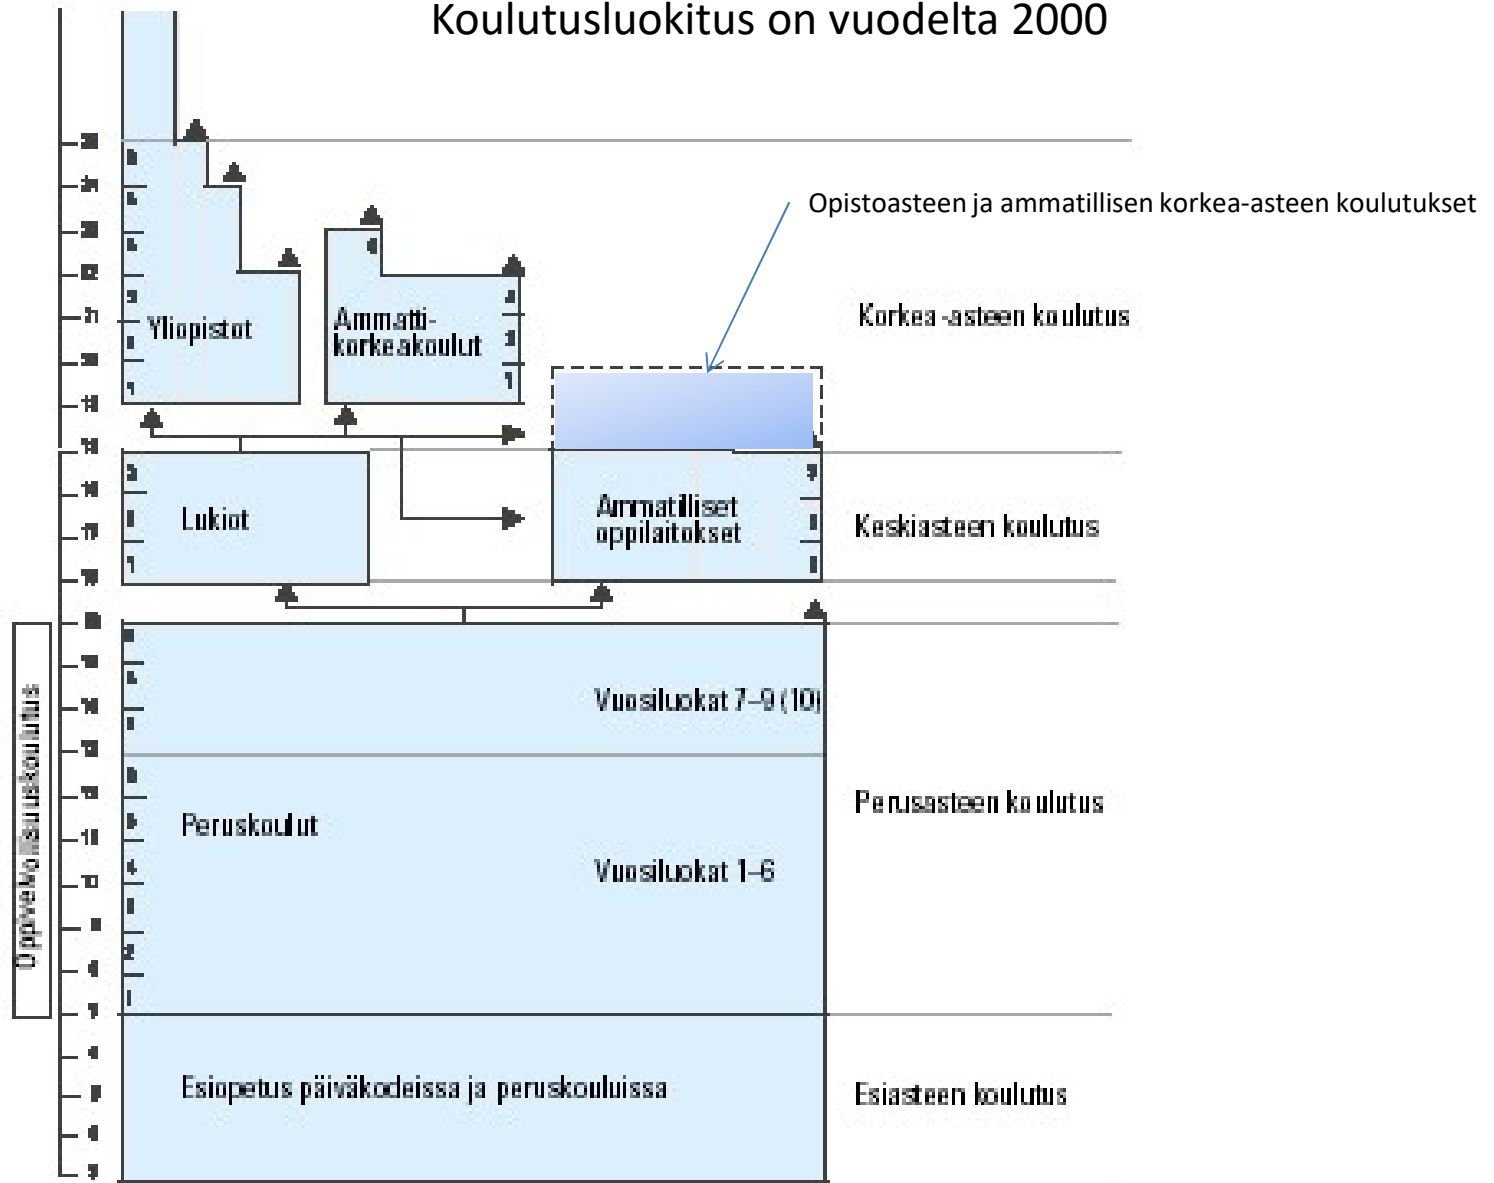 Koulutusluokitus on vuodelta 2000
Opistoasteen ja ammatillisen korkea-asteen koulutukset
Yliopistot
Ammatti-
korkeakoulut
Korkea-asteen koulutus
Lukiot
Ammatilliset
oppilaitokset
Keskiasteen koulutus
Oppivelvollisuuskoulutus
Vuosiluokat 7–9 (10)
Peruskoulut
Vuosiluokat 1–6
Perusasteen koulutus
Esiopetus päiväkodeissa ja peruskouluissa
Esiasteen koulutus